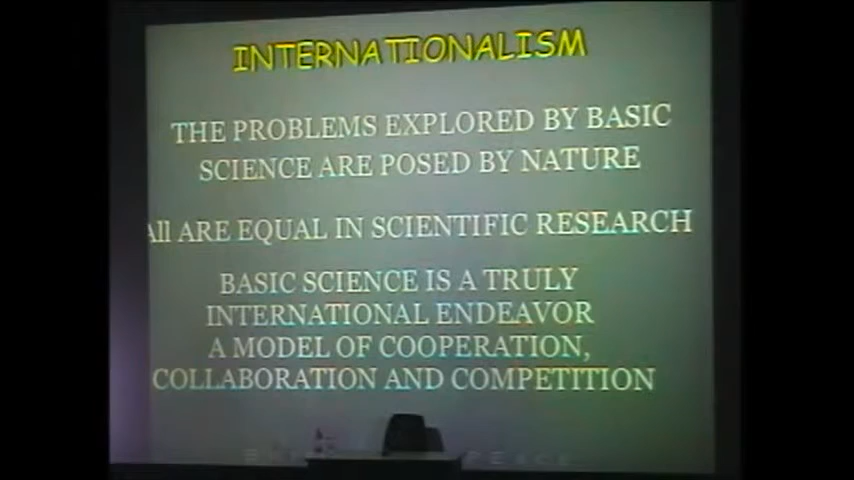 INTERNATIONALISM
THE PROBLEMS EXPLORED BY BASIC
SCIENCE ARE POSED BY NATURE
All ARE EQUAL IN SCIENTIFIC RESEARCH
BASIC SCIENCE IS A TRULY
INTERNATIONAL ENDEAVOR
A MODEL OF COOPERATION,
COLLABORATION AND COMPETITION
PEACE